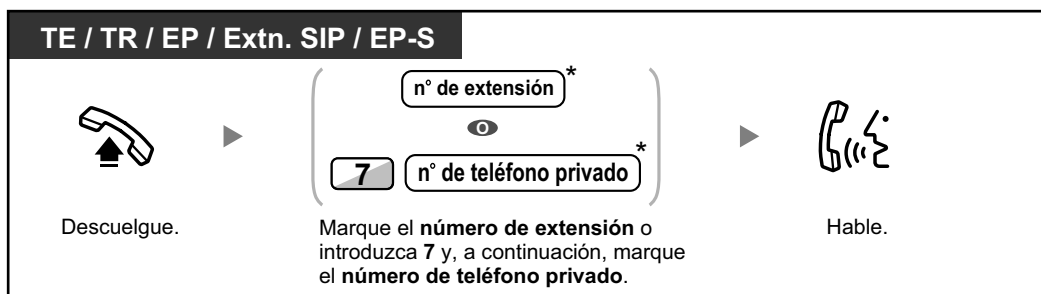 TE / TR / EP / Extn. SIP / EP-S
n° de extensión*
O
7 n° de teléfono privado*
Descuelgue.
Marque el número de extensión o
introduzca 7 y, a continuación, marque
el número de teléfono privado.
Hable.